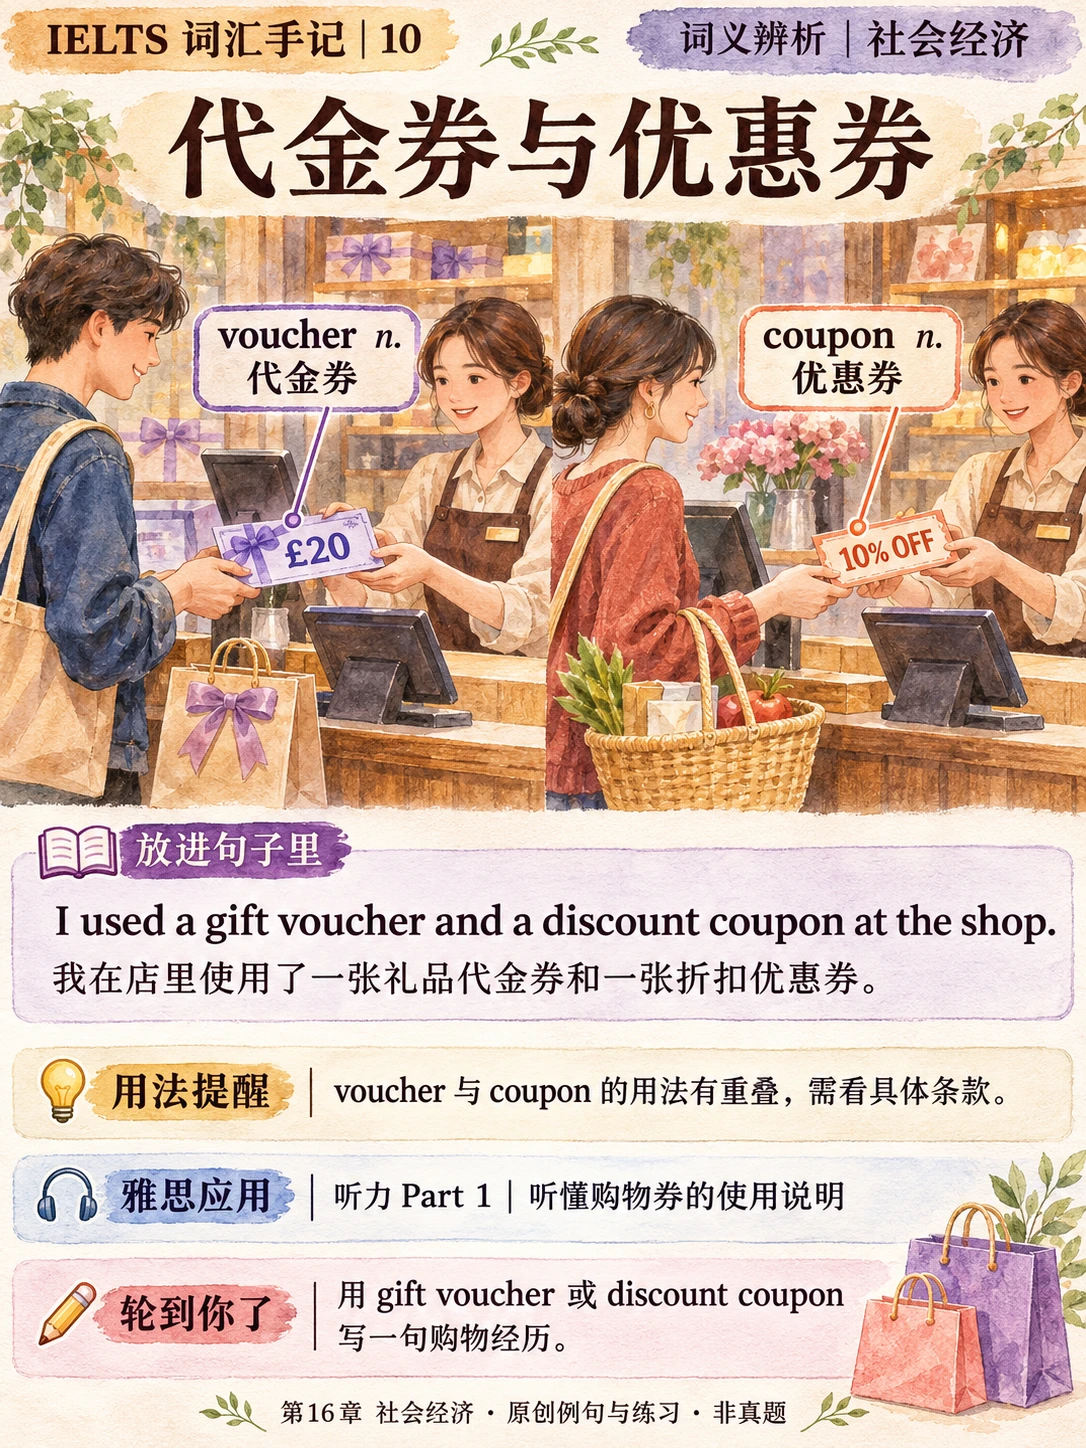 IELTS 词汇手记｜10
词义辨析｜社会经济
代金券与优惠券
voucher n.
代金券
coupon n.
优惠券
£20
10% OFF
放进句子里
I used a gift voucher and a discount coupon at the shop.
我在店里使用了一张礼品代金券和一张折扣优惠券。
用法提醒｜voucher 与 coupon 的用法有重叠，需看具体条款。
雅思应用｜听力 Part 1｜听懂购物券的使用说明
轮到你了｜用 gift voucher 或 discount coupon
写一句购物经历。
第16章 社会经济 · 原创例句与练习 · 非真题